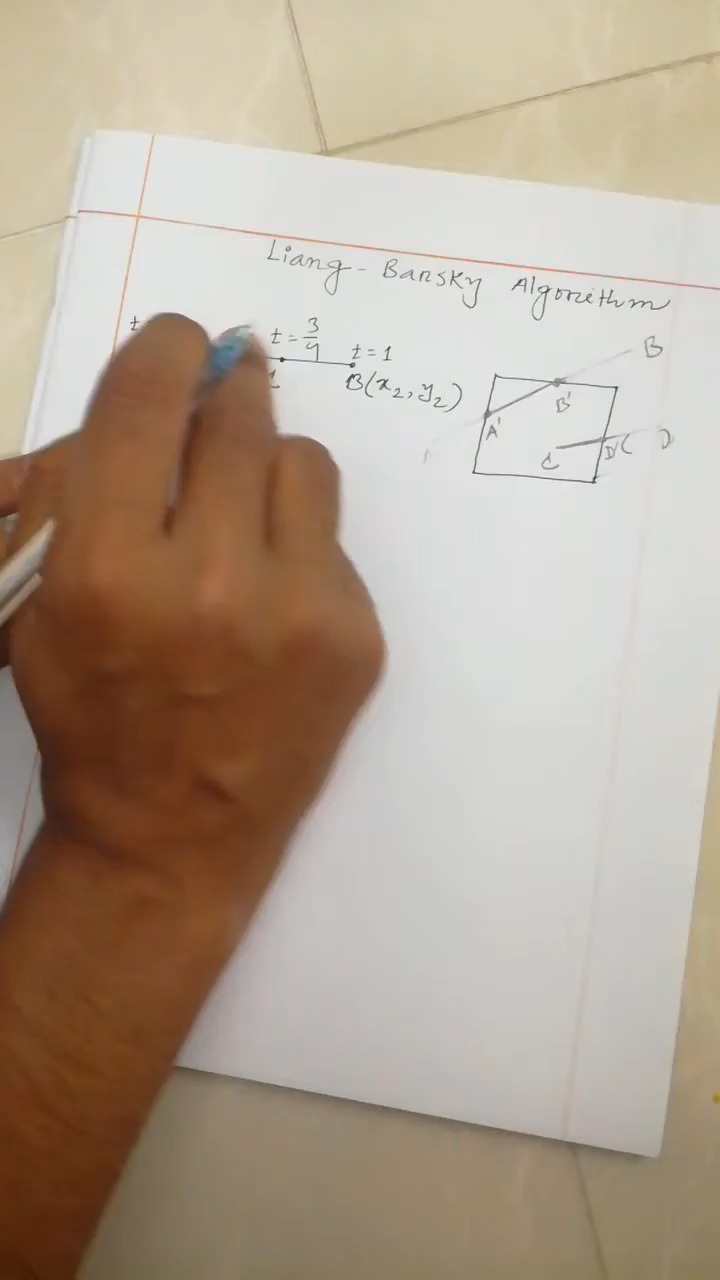 Liang - Barsky Algorithm
t
t = 3/4
t = 1
B(x₂, y₂)
B
B'
A'
C
D'
D